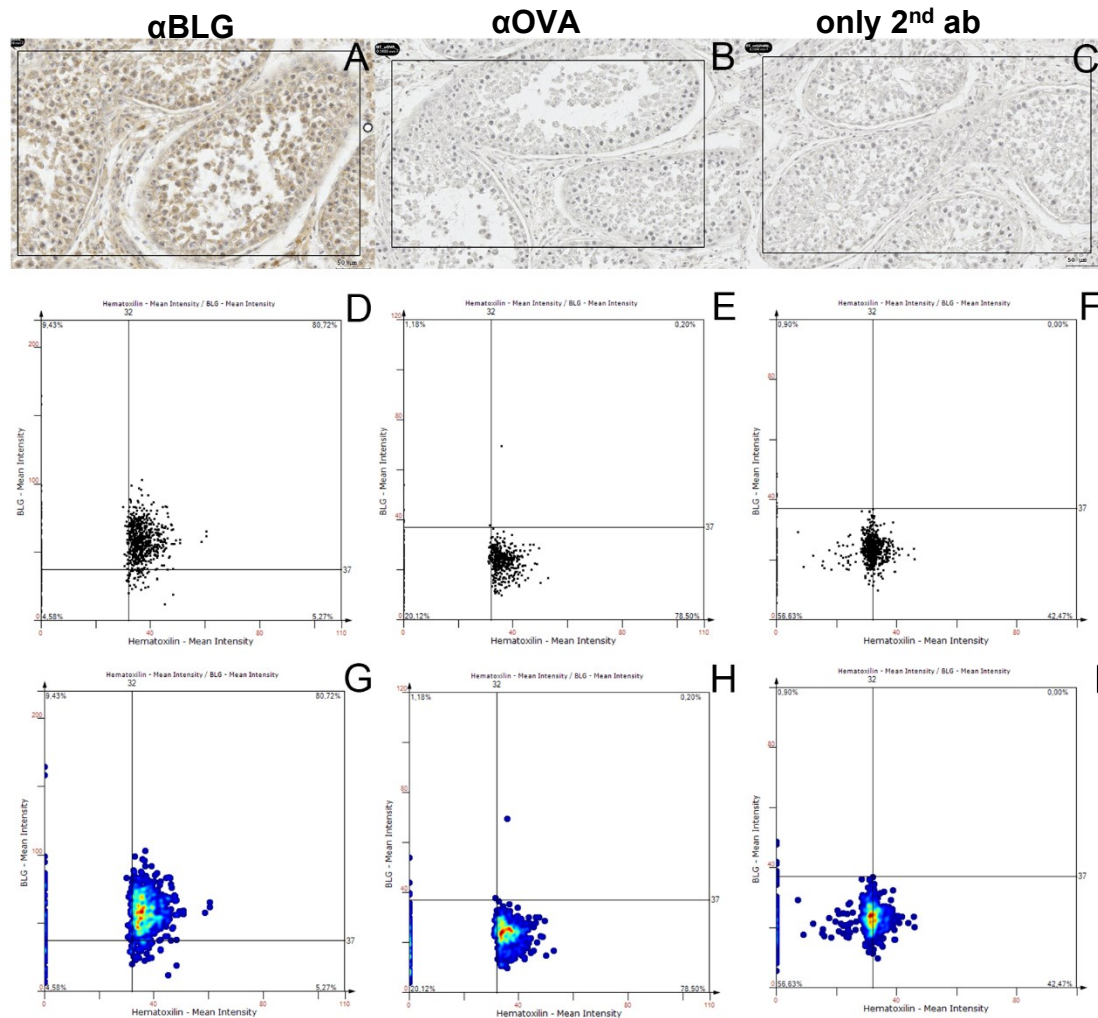 αBLG αOVA only 2nd ab
A B C
50 µm 50 µm
D E F
Hematoxilin - Mean Intensity / BLG - Mean Intensity Hematoxilin - Mean Intensity / BLG - Mean Intensity Hematoxilin - Mean Intensity / BLG - Mean Intensity
32 32 32
9,43% 80,72% 120 1,18% 0,20% 0,90% 0,00%
200 80 80
BLG - Mean Intensity BLG - Mean Intensity BLG - Mean Intensity
100 40 40
37 37 37
0 4,58% 5,27% 0 20,12% 78,50% 0 56,63% 42,47%
0 40 110 0 40 110 0 40 80
Hematoxilin - Mean Intensity Hematoxilin - Mean Intensity Hematoxilin - Mean Intensity
G H I
Hematoxilin - Mean Intensity / BLG - Mean Intensity Hematoxilin - Mean Intensity / BLG - Mean Intensity Hematoxilin - Mean Intensity / BLG - Mean Intensity
32 32 32
9,43% 80,72% 120 1,18% 0,20% 0,90% 0,00%
200 80 80
BLG - Mean Intensity BLG - Mean Intensity BLG - Mean Intensity
100 40 40
37 37 37
0 4,58% 5,27% 0 20,12% 78,50% 0 56,63% 42,47%
0 40 110 0 40 110 0 40 80
Hematoxilin - Mean Intensity Hematoxilin - Mean Intensity Hematoxilin - Mean Intensity